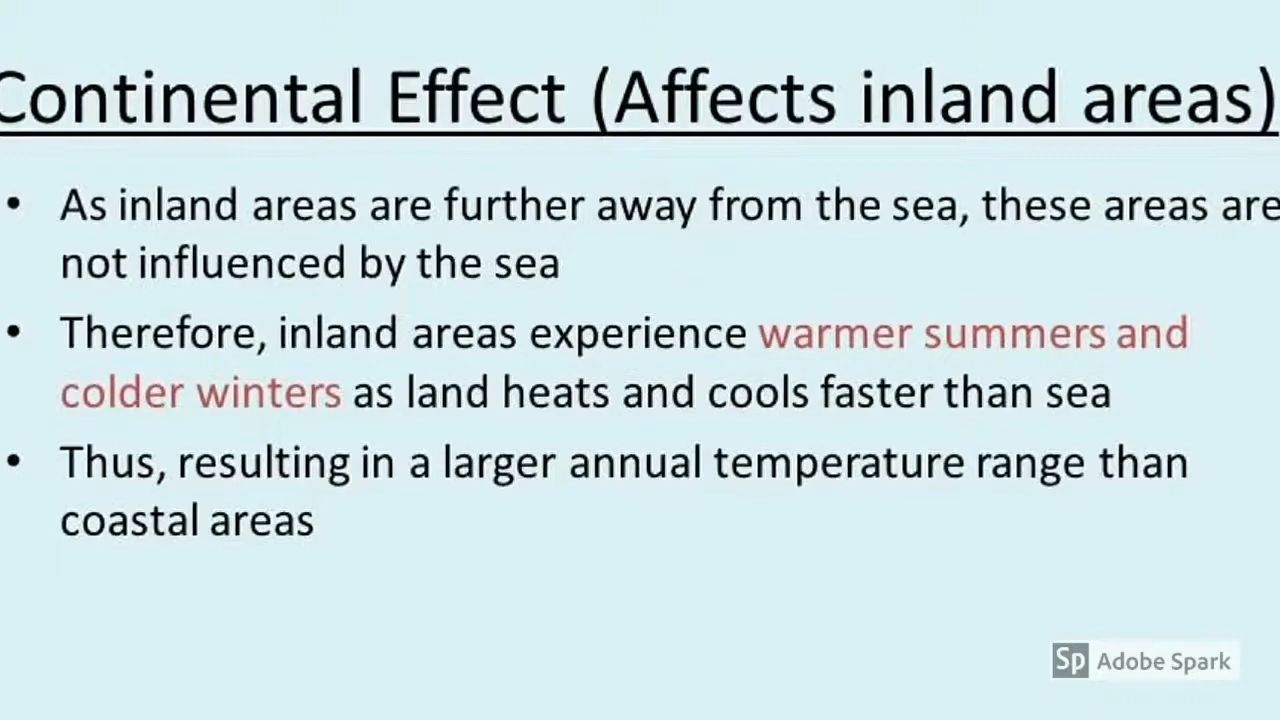 Continental Effect (Affects inland areas)
• As inland areas are further away from the sea, these areas are
not influenced by the sea
• Therefore, inland areas experience warmer summers and
colder winters as land heats and cools faster than sea
• Thus, resulting in a larger annual temperature range than
coastal areas
Sp Adobe Spark